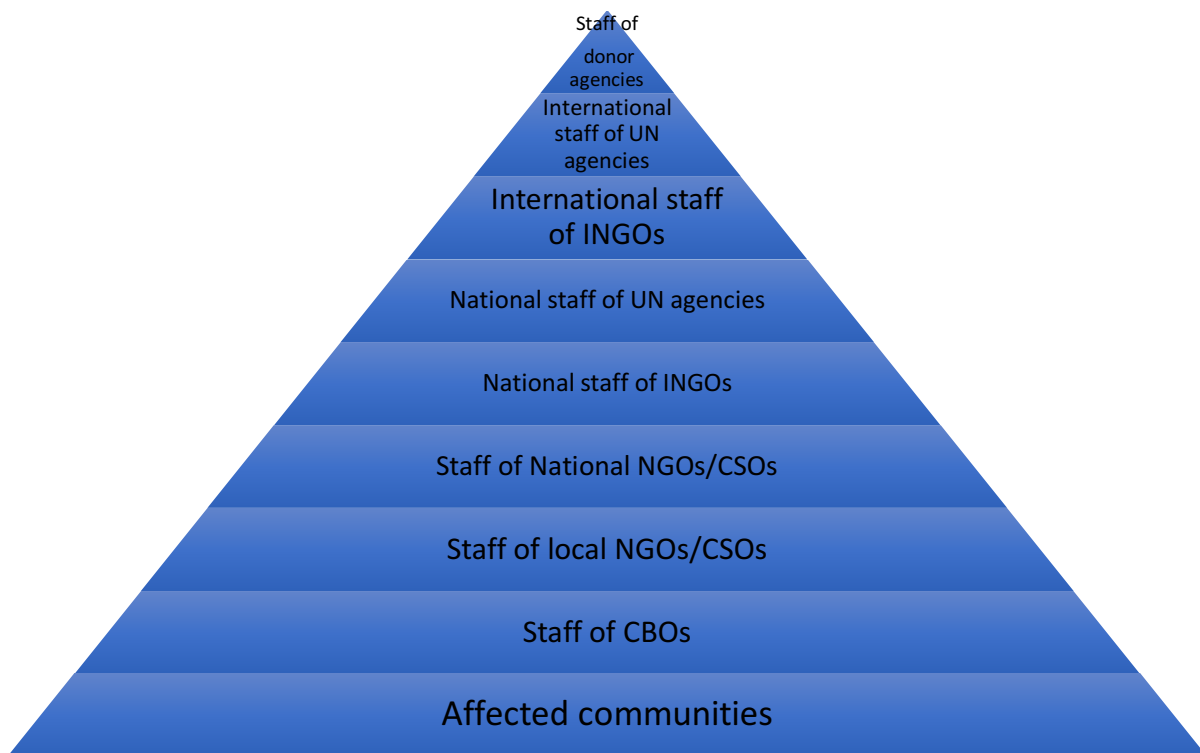 Staff of
donor
agencies
International
staff of UN
agencies
International staff
of INGOs
National staff of UN agencies
National staff of INGOs
Staff of National NGOs/CSOs
Staff of local NGOs/CSOs
Staff of CBOs
Affected communities